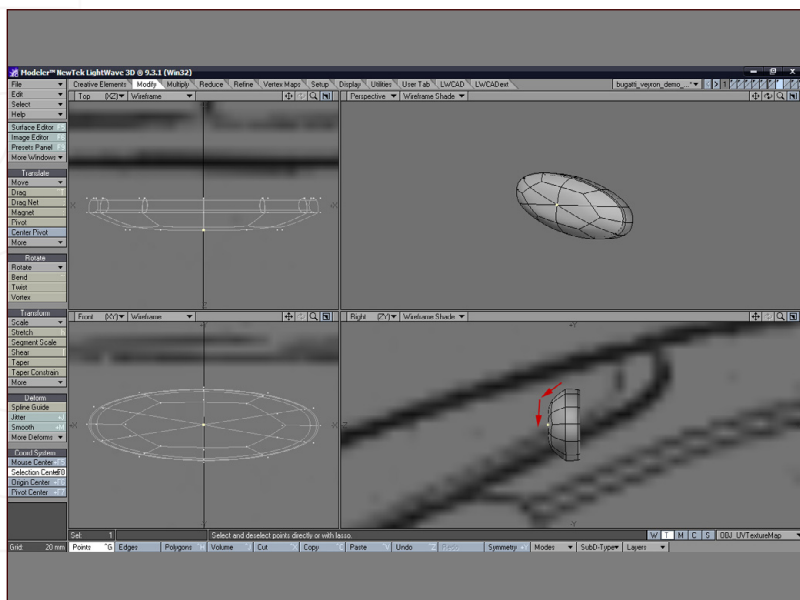 Modeler™ NewTek LightWave 3D ® 9.3.1 (Win32)
File Creative Elements Modify Multiply Reduce Refine Vertex Maps Setup Display Utilities User Tab LWCAD LWCADext bugatti_veyron_demo_... 1
Edit Top (XZ) Wireframe Perspective Wireframe Shade
Select
Help
Surface Editor
Image Editor
Presets Panel
More Windows
Translate
Move
Drag
Drag Net
Magnet
Pivot
Center Pivot
More
Rotate
Rotate
Bend
Twist
Vortex
Transform
Front (XY) Wireframe Right (ZY) Wireframe Shade
Scale
Stretch
Segment Scale
Shear
Taper
Taper Constrain
More
Deform
Spline Guide
Jitter
Smooth
More Deforms
Coord System
Mouse Center
Selection Center
Origin Center
Pivot Center
Sel: 1 Select and deselect points directly or with lasso. W T M C S OBJ_UVTextureMap
Grid: 20 mm Points ^G Edges Polygons Volume Cut Copy Paste Undo Symmetry Modes SubD-Type Layers